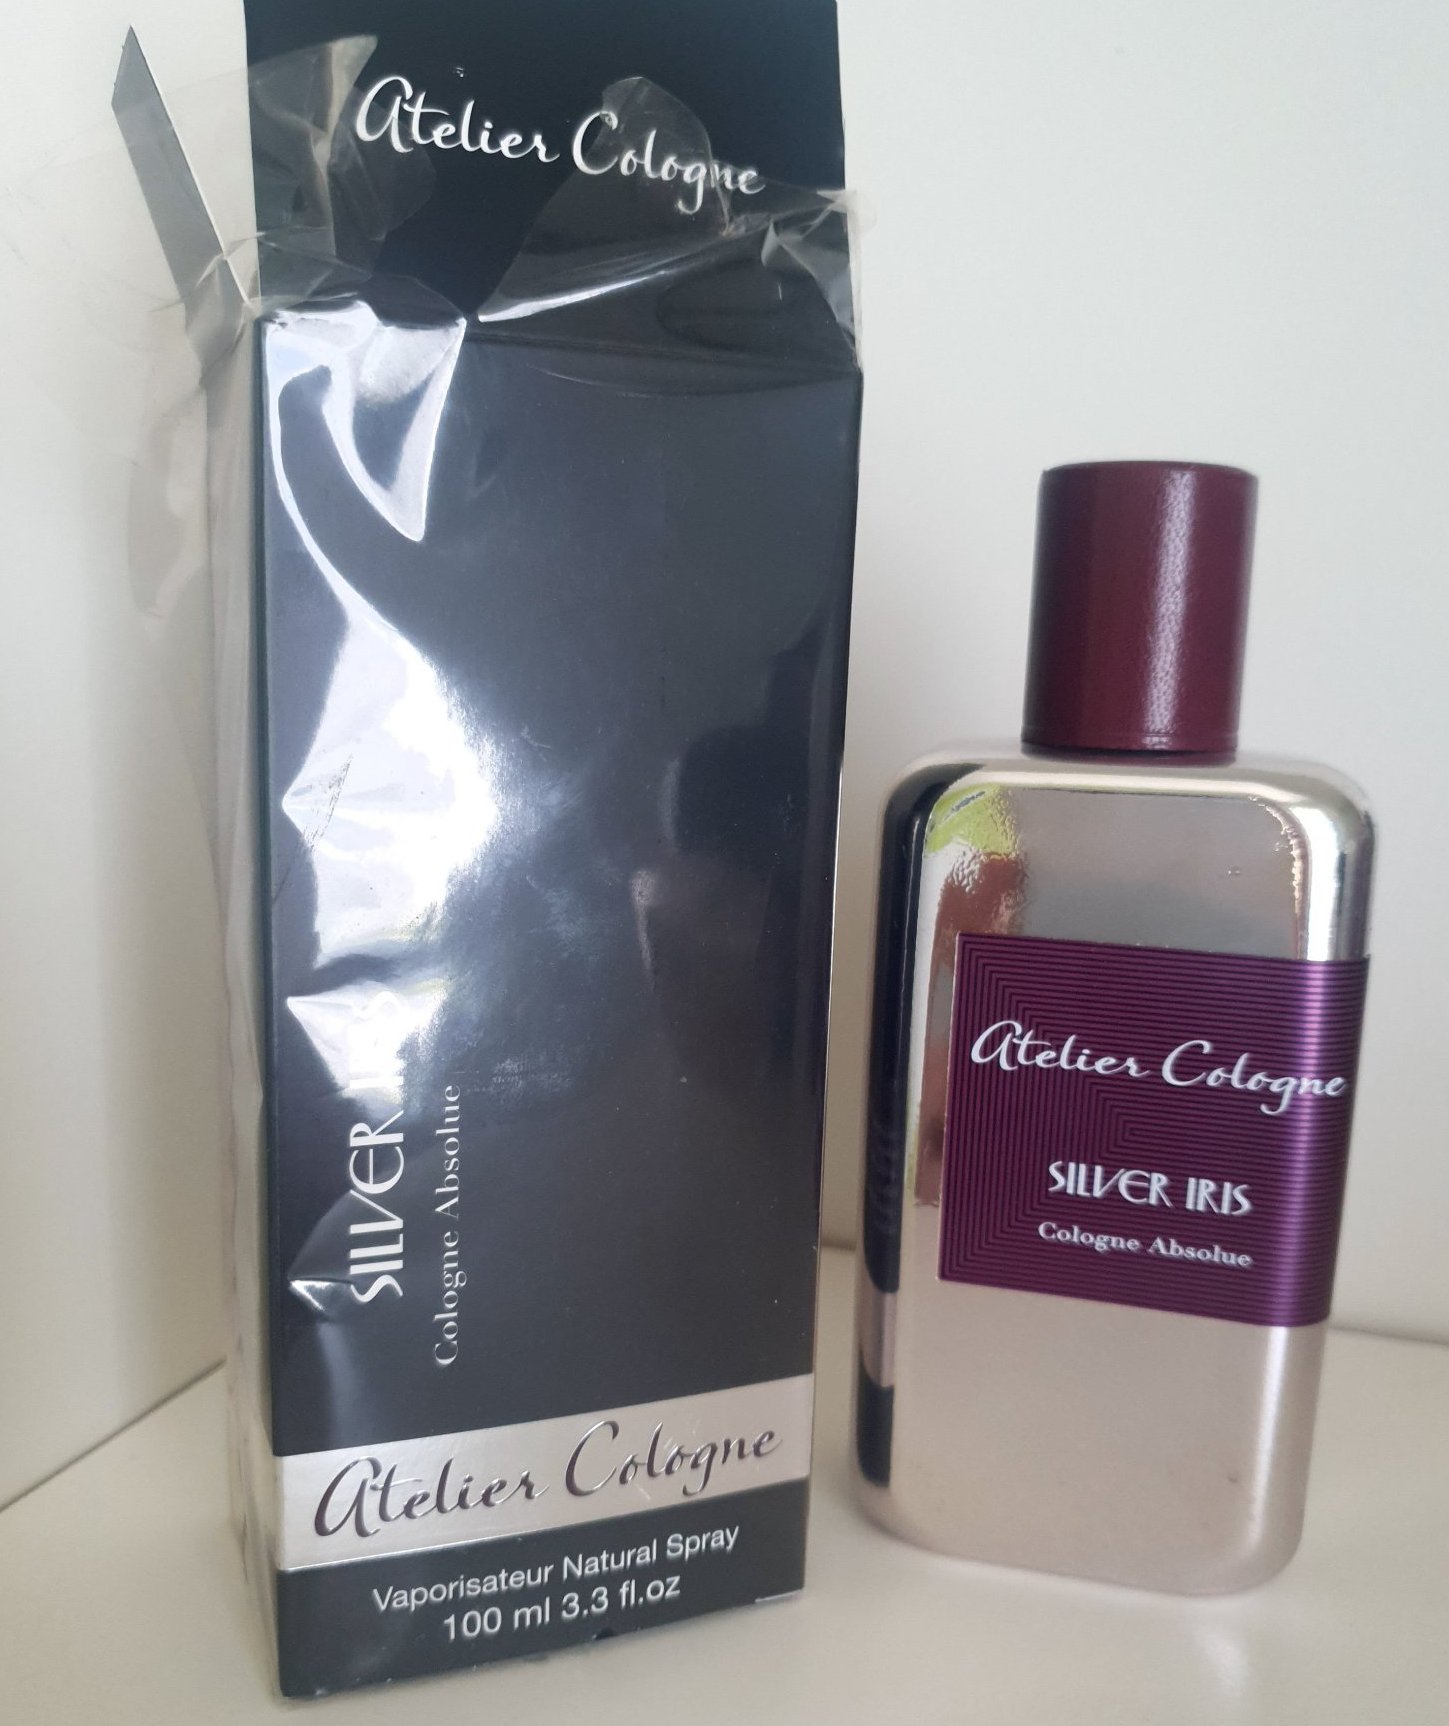 Atelier Cologne
SILVER IRIS
Cologne Absolue
Atelier Cologne
Vaporisateur Natural Spray
100 ml 3.3 fl.oz
Atelier Cologne
SILVER IRIS
Cologne Absolue